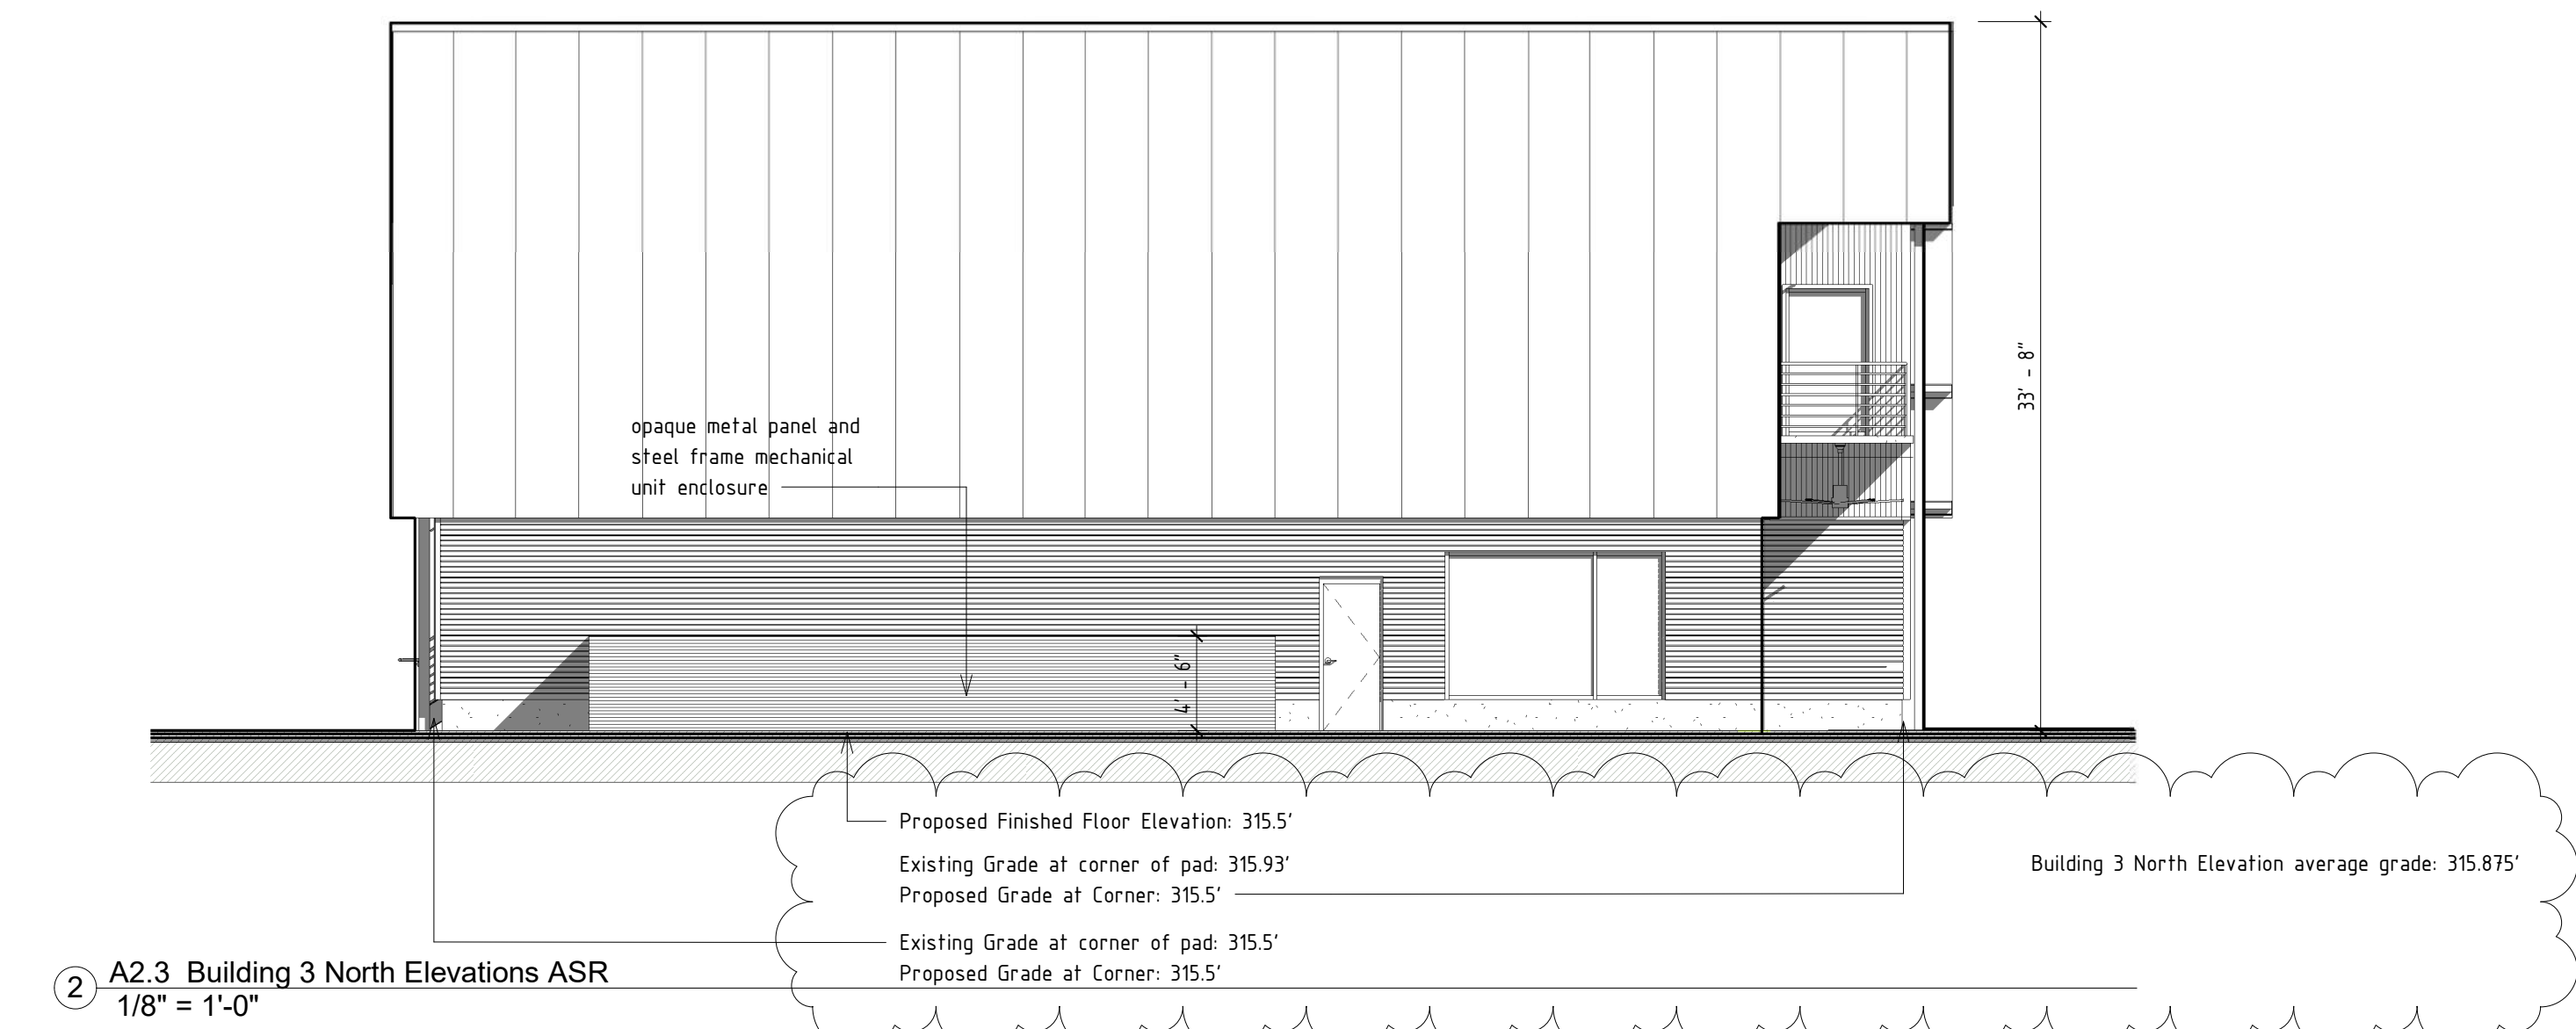 33' - 8"
opaque metal panel and
steel frame mechanical
unit enclosure
4' - 6"
Proposed Finished Floor Elevation: 315.5'
Existing Grade at corner of pad: 315.93'
Proposed Grade at Corner: 315.5'
Building 3 North Elevation average grade: 315.875'
Existing Grade at corner of pad: 315.5'
Proposed Grade at Corner: 315.5'
2 A2.3 Building 3 North Elevations ASR
1/8" = 1'-0"